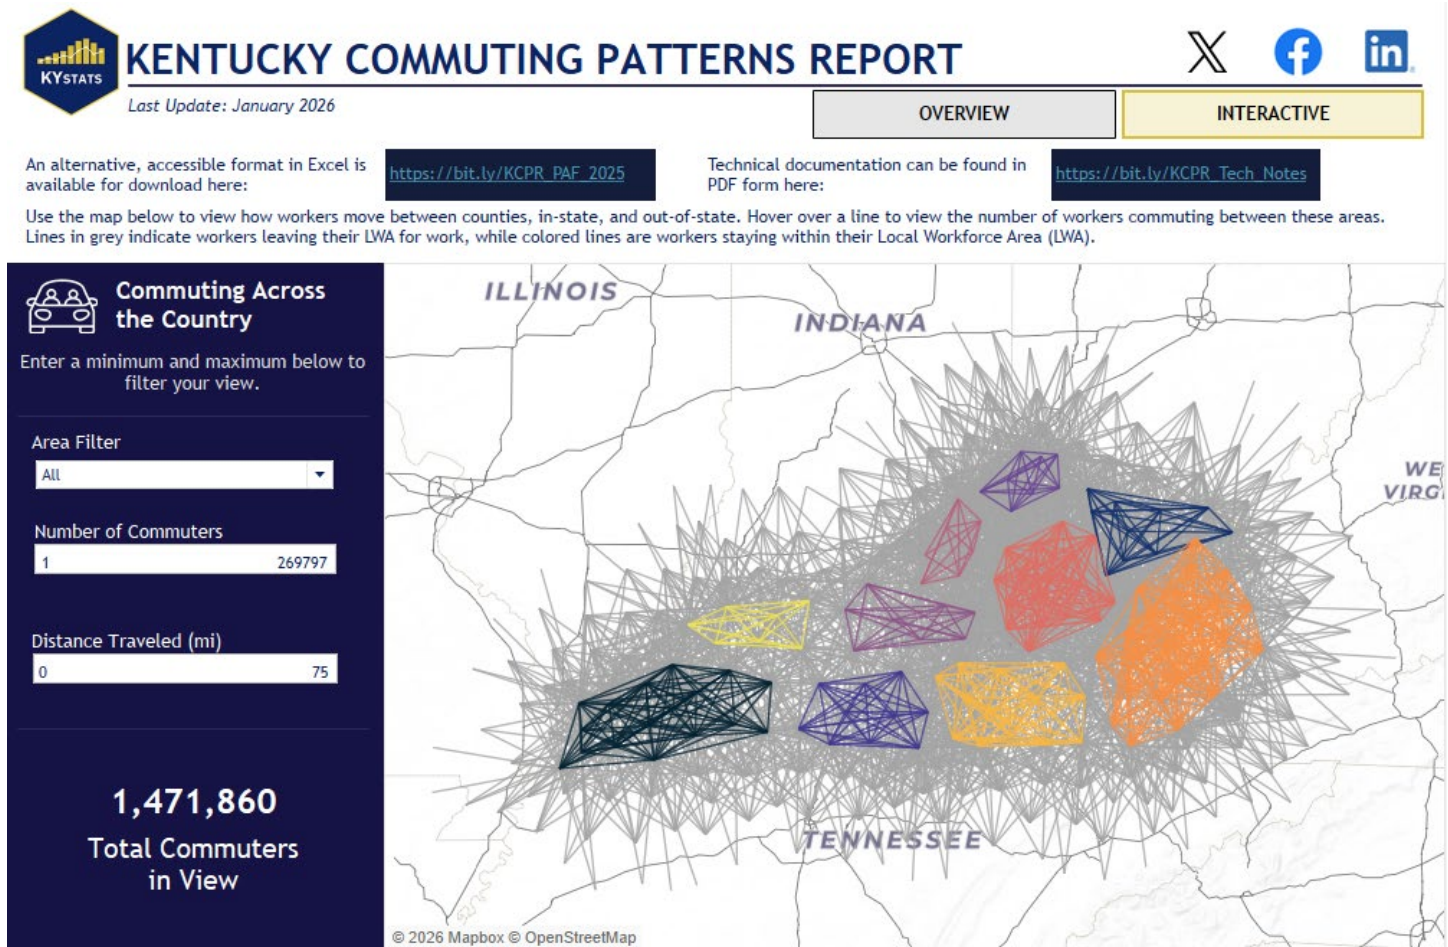 KYSTATS
KENTUCKY COMMUTING PATTERNS REPORT
Last Update: January 2026
OVERVIEW
INTERACTIVE
An alternative, accessible format in Excel is
available for download here:
https://bit.ly/KCPR_PAF_2025
Technical documentation can be found in
PDF form here:
https://bit.ly/KCPR_Tech_Notes
Use the map below to view how workers move between counties, in-state, and out-of-state. Hover over a line to view the number of workers commuting between these areas.
Lines in grey indicate workers leaving their LWA for work, while colored lines are workers staying within their Local Workforce Area (LWA).
Commuting Across
the Country
Enter a minimum and maximum below to
filter your view.
Area Filter
All
Number of Commuters
1 269797
Distance Traveled (mi)
0 75
1,471,860
Total Commuters
in View
ILLINOIS
INDIANA
WE
VIRG
TENNESSEE
© 2026 Mapbox © OpenStreetMap